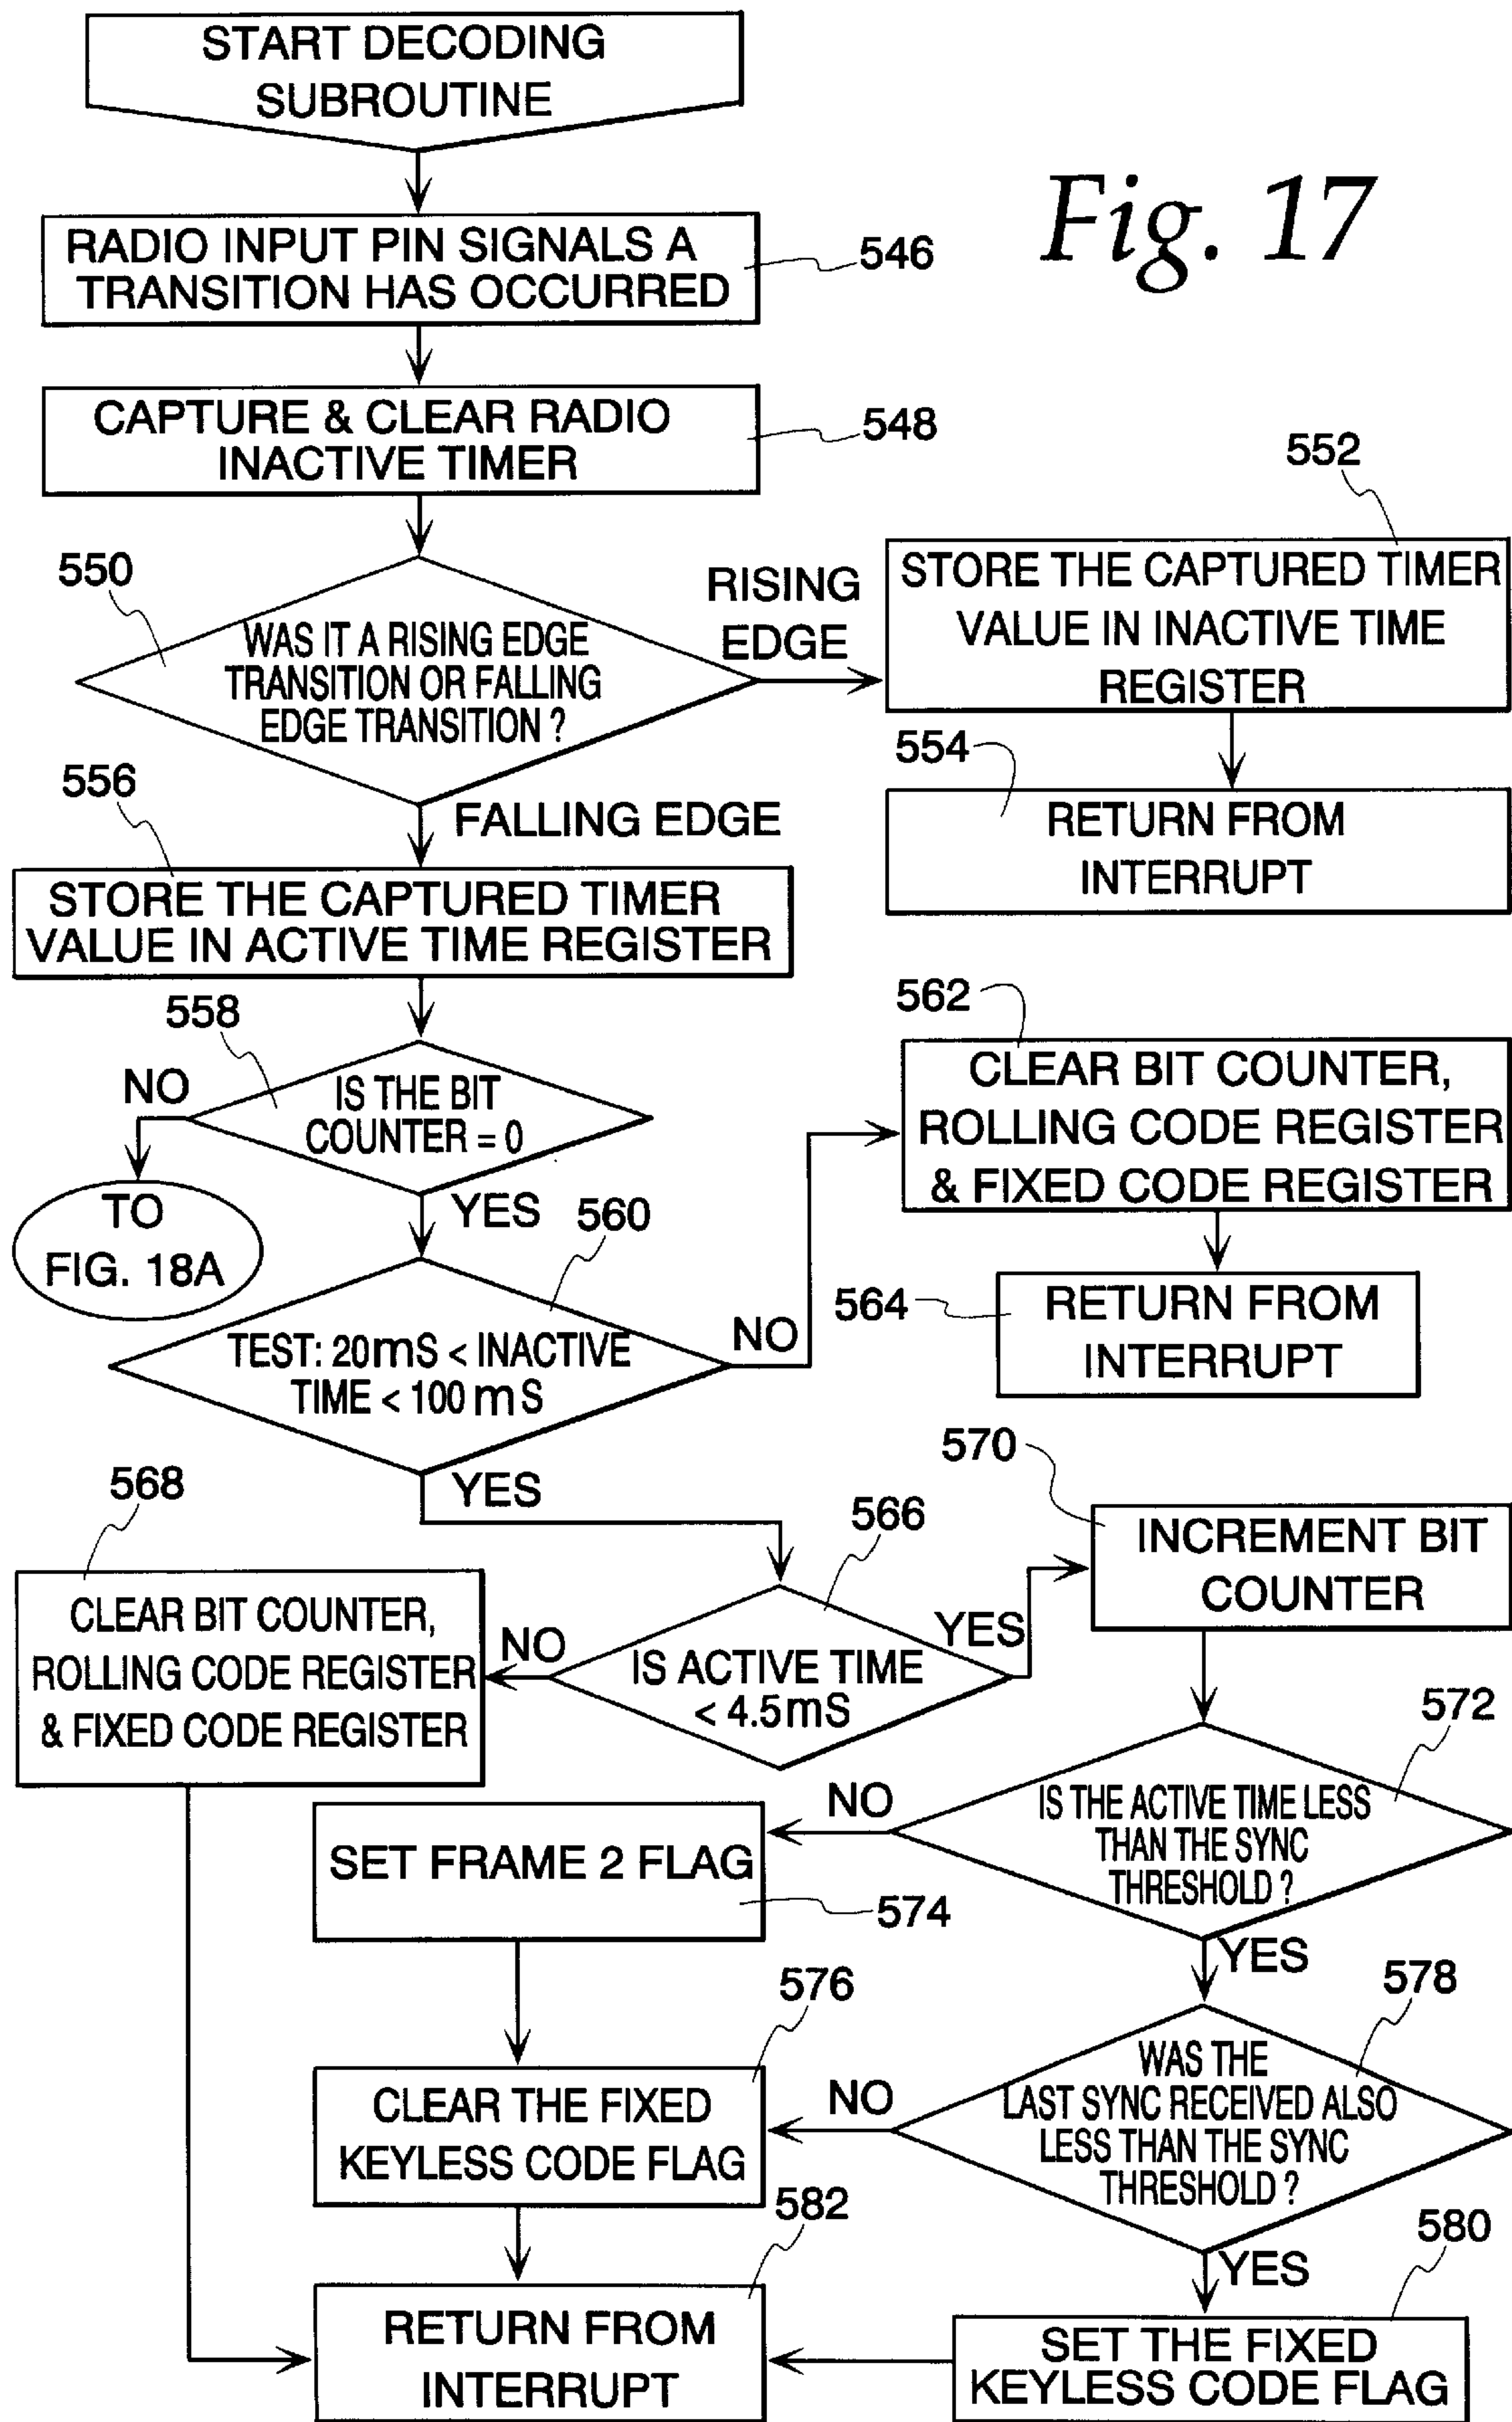 START DECODING
SUBROUTINE
Fig. 17
RADIO INPUT PIN SIGNALS A
TRANSITION HAS OCCURRED
546
CAPTURE & CLEAR RADIO
INACTIVE TIMER
548
550
WAS IT A RISING EDGE
TRANSITION OR FALLING
EDGE TRANSITION ?
RISING
EDGE
552
STORE THE CAPTURED TIMER
VALUE IN INACTIVE TIME
REGISTER
554
RETURN FROM
INTERRUPT
FALLING EDGE
556
STORE THE CAPTURED TIMER
VALUE IN ACTIVE TIME REGISTER
558
IS THE BIT
COUNTER = 0
NO
TO
FIG. 18A
YES
560
TEST: 20mS < INACTIVE
TIME < 100 mS
NO
562
CLEAR BIT COUNTER,
ROLLING CODE REGISTER
& FIXED CODE REGISTER
564
RETURN FROM
INTERRUPT
YES
566
IS ACTIVE TIME
< 4.5mS
NO
568
CLEAR BIT COUNTER,
ROLLING CODE REGISTER
& FIXED CODE REGISTER
YES
570
INCREMENT BIT
COUNTER
572
IS THE ACTIVE TIME LESS
THAN THE SYNC
THRESHOLD ?
NO
SET FRAME 2 FLAG
574
YES
576
CLEAR THE FIXED
KEYLESS CODE FLAG
NO
578
WAS THE
LAST SYNC RECEIVED ALSO
LESS THAN THE SYNC
THRESHOLD ?
YES
580
SET THE FIXED
KEYLESS CODE FLAG
582
RETURN FROM
INTERRUPT